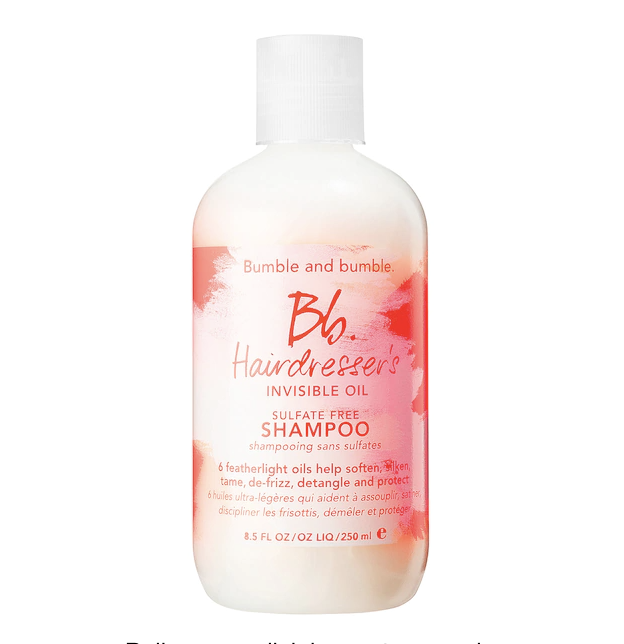 Bumble and bumble.
Bb.
Hairdresser's
INVISIBLE OIL
SULFATE FREE
SHAMPOO
shampooing sans sulfates
6 featherlight oils help soften, silken,
tame, de-frizz, detangle and protect
6 huiles ultra-légères qui aident à assouplir, satiner,
discipliner les frisottis, démêler et protéger
8.5 FL OZ/OZ LIQ/250 ml e